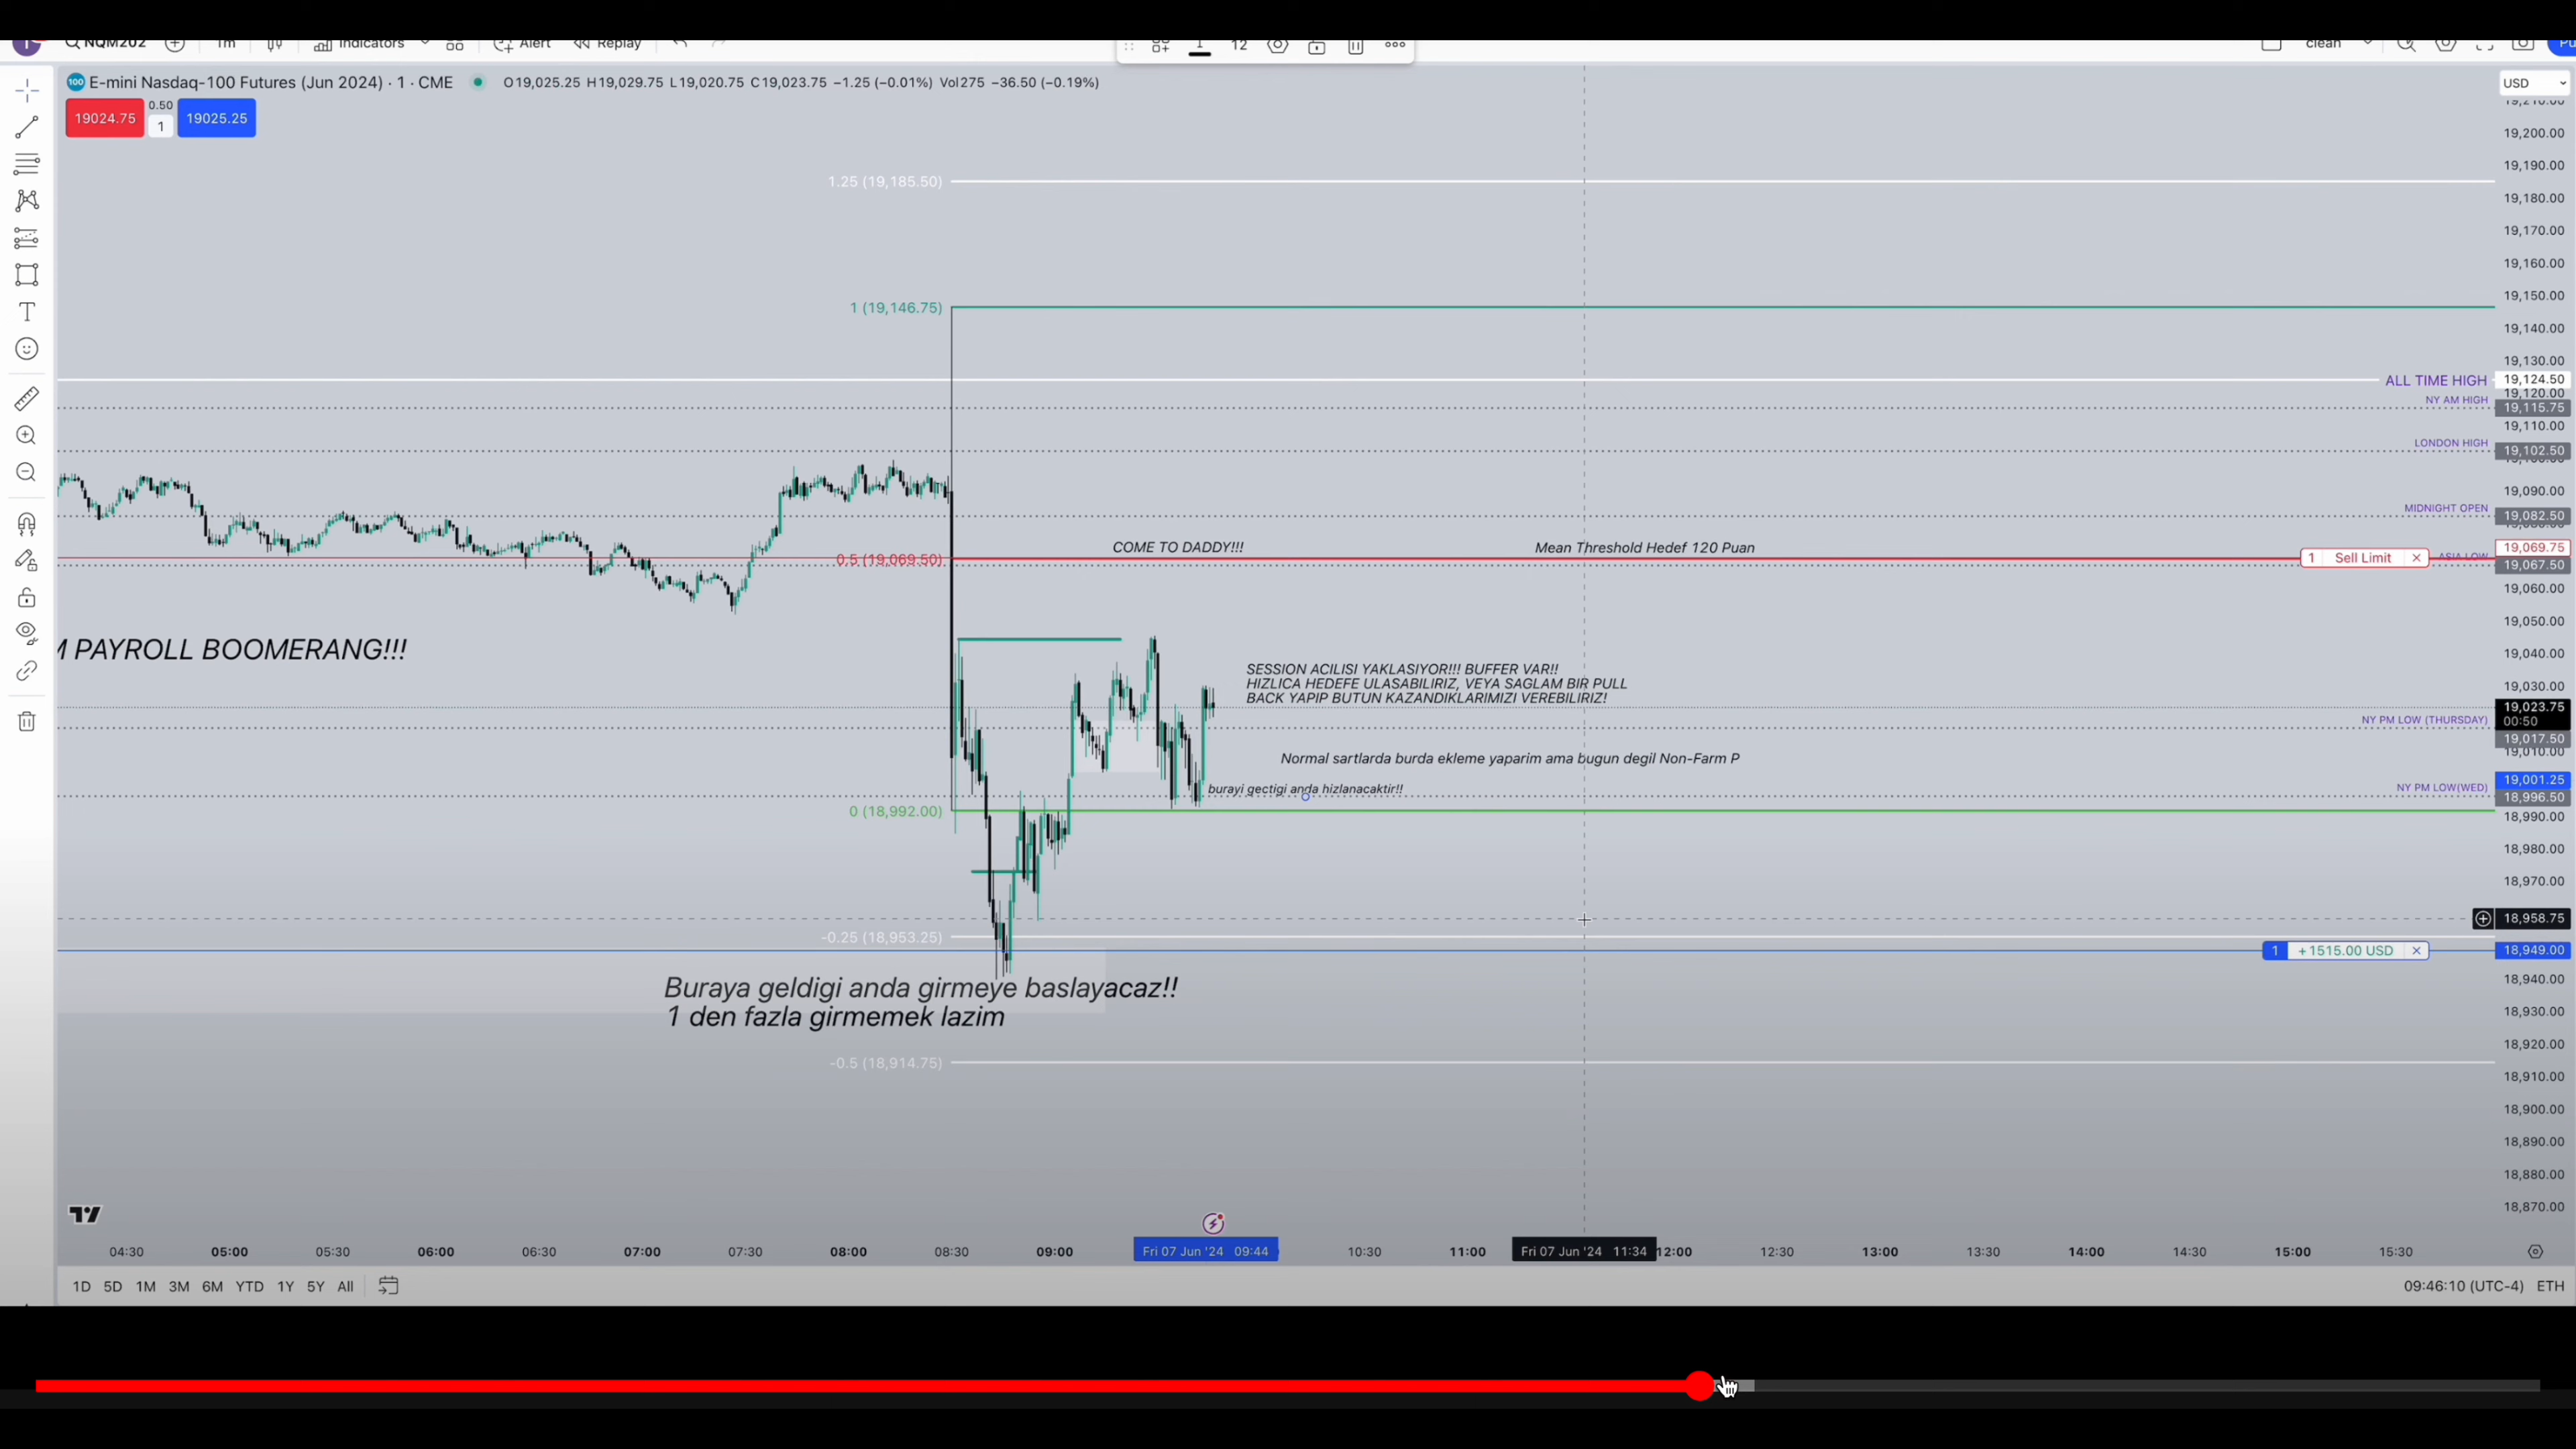 NQM202
1m
Indicators
Alert
Replay
12
clean
E-mini Nasdaq-100 Futures (Jun 2024) · 1 · CME
O19,025.25 H19,029.75 L19,020.75 C19,023.75 −1.25 (−0.01%) Vol275 −36.50 (−0.19%)
USD
19024.75
0.50
1
19025.25
19,210.00
19,200.00
19,190.00
1.25 (19,185.50)
19,180.00
19,170.00
19,160.00
19,150.00
1 (19,146.75)
19,140.00
19,130.00
ALL TIME HIGH
19,124.50
19,120.00
NY AM HIGH
19,115.75
19,110.00
LONDON HIGH
19,102.50
19,090.00
MIDNIGHT OPEN
19,082.50
COME TO DADDY!!!
Mean Threshold Hedef 120 Puan
19,069.75
0.5 (19,069.50)
1 Sell Limit
ASIA LOW
19,067.50
19,060.00
19,050.00
PAYROLL BOOMERANG!!!
19,040.00
SESSION ACILISI YAKLASIYOR!!! BUFFER VAR!!
HIZLICA HEDEFE ULASABILIRIZ, VEYA SAGLAM BIR PULL
BACK YAPIP BUTUN KAZANDIKLARIMIZI VEREBILIRIZ!
19,030.00
19,023.75
00:50
NY PM LOW (THURSDAY)
19,017.50
19,010.00
Normal sartlarda burda ekleme yaparim ama bugun degil Non-Farm P
19,001.25
burayi gectigi anda hizlanacaktir!!
NY PM LOW(WED)
18,996.50
0 (18,992.00)
18,990.00
18,980.00
18,970.00
18,958.75
-0.25 (18,953.25)
1 +1515.00 USD
18,949.00
18,940.00
Buraya geldigi anda girmeye baslayacaz!!
1 den fazla girmemek lazim
18,930.00
18,920.00
-0.5 (18,914.75)
18,910.00
18,900.00
18,890.00
18,880.00
18,870.00
04:30 05:00 05:30 06:00 06:30 07:00 07:30 08:00 08:30 09:00 Fri 07 Jun '24 09:44 10:30 11:00 Fri 07 Jun '24 11:34 12:00 12:30 13:00 13:30 14:00 14:30 15:00 15:30
1D 5D 1M 3M 6M YTD 1Y 5Y All
09:46:10 (UTC-4) ETH